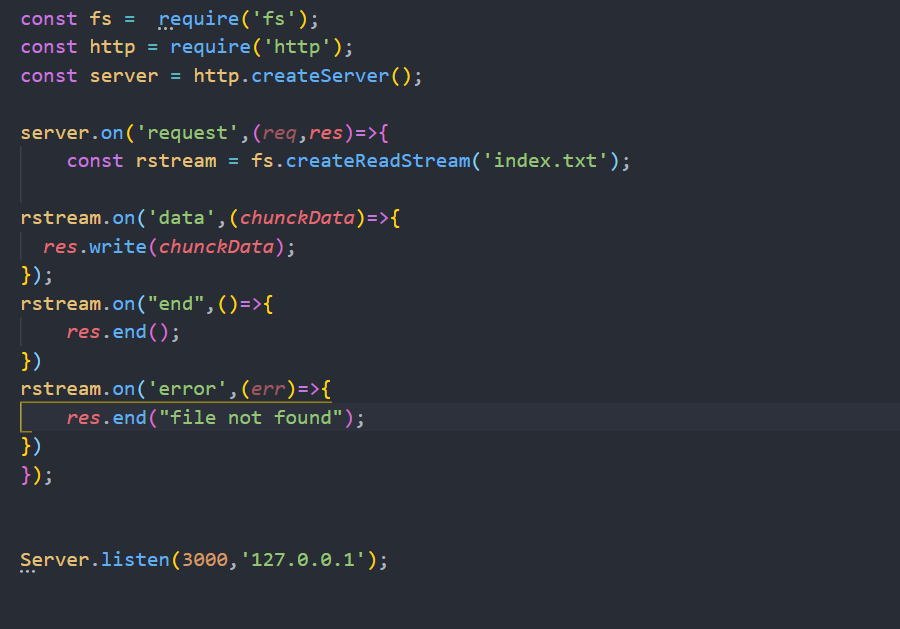 const fs =  require('fs');
const http = require('http');
const server = http.createServer();
server.on('request',(req,res)=>{
    const rstream = fs.createReadStream('index.txt');
rstream.on('data',(chunckData)=>{
  res.write(chunckData);
});
rstream.on("end",()=>{
    res.end();
})
rstream.on('error',(err)=>{
    res.end("file not found");
})
});
Server.listen(3000,'127.0.0.1');